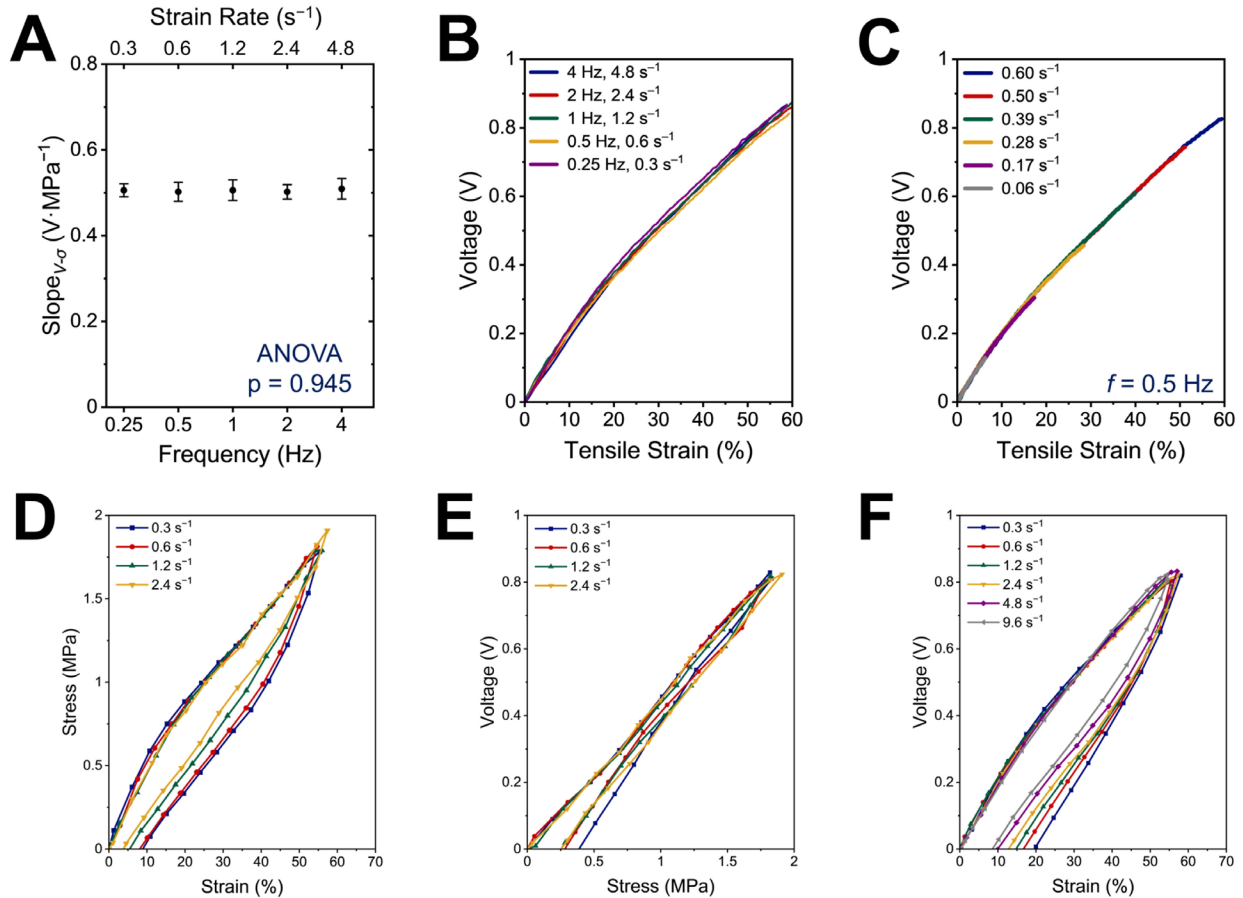 A
Strain Rate (s⁻¹)
0.3 0.6 1.2 2.4 4.8
0.8
0.6
0.4
0.2
0
Slope_V-σ (V·MPa⁻¹)
ANOVA
p = 0.945
0.25 0.5 1 2 4
Frequency (Hz)
B
1
0.8
0.6
0.4
0.2
0
Voltage (V)
4 Hz, 4.8 s⁻¹
2 Hz, 2.4 s⁻¹
1 Hz, 1.2 s⁻¹
0.5 Hz, 0.6 s⁻¹
0.25 Hz, 0.3 s⁻¹
0 10 20 30 40 50 60
Tensile Strain (%)
C
1
0.8
0.6
0.4
0.2
0
Voltage (V)
0.60 s⁻¹
0.50 s⁻¹
0.39 s⁻¹
0.28 s⁻¹
0.17 s⁻¹
0.06 s⁻¹
f = 0.5 Hz
0 10 20 30 40 50 60
Tensile Strain (%)
D
2
1.5
1
0.5
0
Stress (MPa)
0.3 s⁻¹
0.6 s⁻¹
1.2 s⁻¹
2.4 s⁻¹
0 10 20 30 40 50 60 70
Strain (%)
E
1
0.8
0.6
0.4
0.2
0
Voltage (V)
0.3 s⁻¹
0.6 s⁻¹
1.2 s⁻¹
2.4 s⁻¹
0.5 1 1.5 2
Stress (MPa)
F
1
0.8
0.6
0.4
0.2
0
Voltage (V)
0.3 s⁻¹
0.6 s⁻¹
1.2 s⁻¹
2.4 s⁻¹
4.8 s⁻¹
9.6 s⁻¹
0 10 20 30 40 50 60 70
Strain (%)